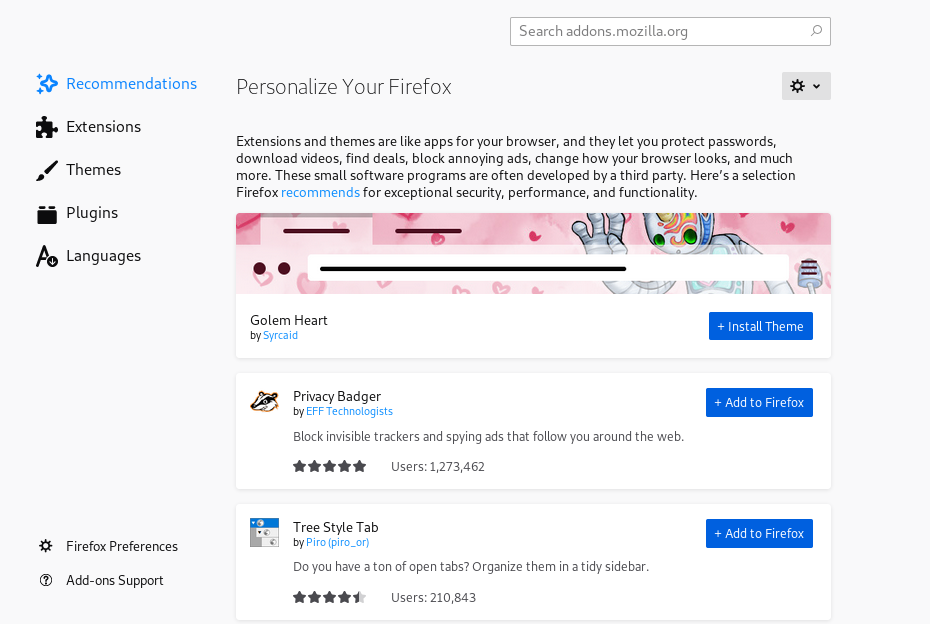 Search addons.mozilla.org
Recommendations
Extensions
Themes
Plugins
Languages
Firefox Preferences
Add-ons Support
Personalize Your Firefox
Extensions and themes are like apps for your browser, and they let you protect passwords,
download videos, find deals, block annoying ads, change how your browser looks, and much
more. These small software programs are often developed by a third party. Here's a selection
Firefox recommends for exceptional security, performance, and functionality.
Golem Heart
by Syrcaid
+ Install Theme
Privacy Badger
by EFF Technologists
+ Add to Firefox
Block invisible trackers and spying ads that follow you around the web.
Users: 1,273,462
Tree Style Tab
by Piro (piro_or)
+ Add to Firefox
Do you have a ton of open tabs? Organize them in a tidy sidebar.
Users: 210,843